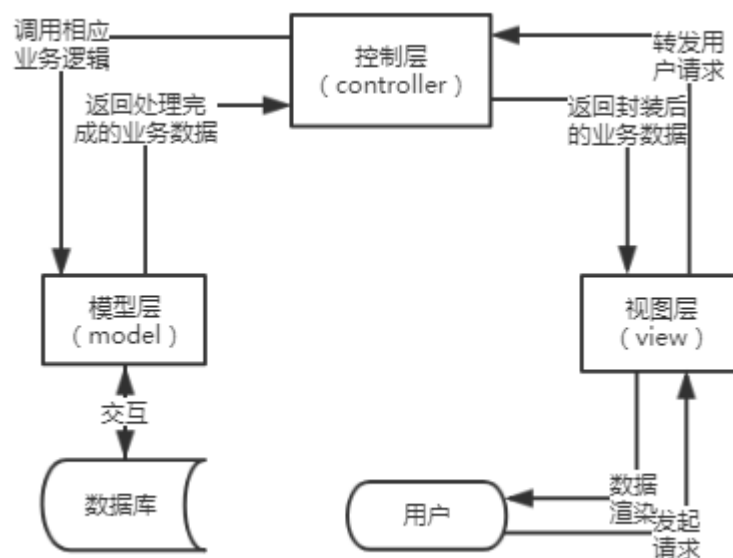 调用相应
业务逻辑
控制层
（controller）
转发用
户请求
返回处理完
成的业务数据
返回封装后
的业务数据
模型层
（model）
视图层
（view）
交互
数据库
用户
数据
渲染
发起
请求